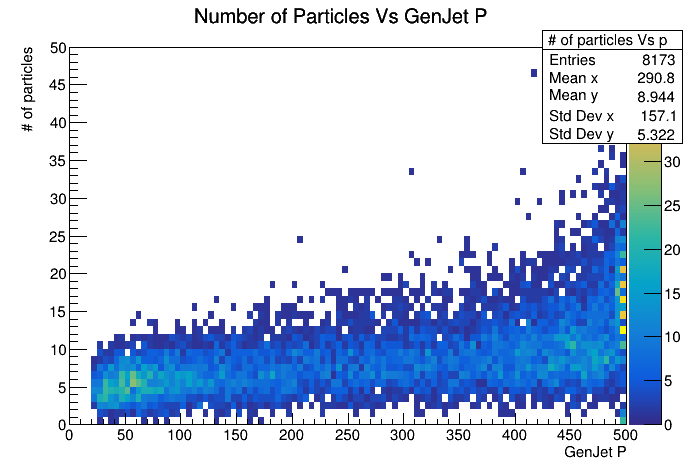 Number of Particles Vs GenJet P
# of particles Vs p
Entries 8173
Mean x 290.8
Mean y 8.944
Std Dev x 157.1
Std Dev y 5.322
# of particles
50
45
40
35
30
25
20
15
10
5
0
30
25
20
15
10
5
0
0 50 100 150 200 250 300 350 400 450 500
GenJet P